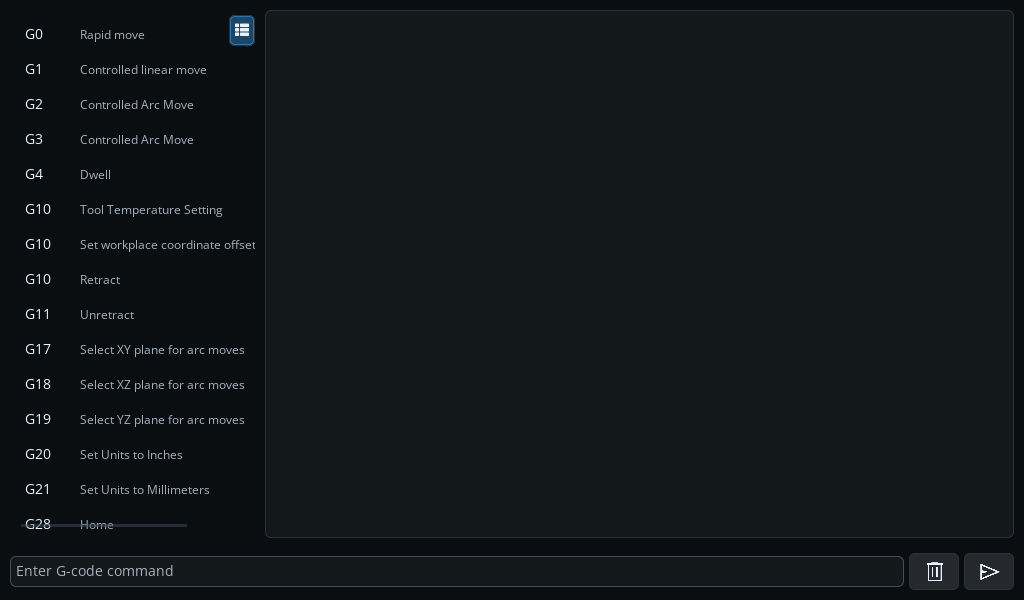 G0 Rapid move
G1 Controlled linear move
G2 Controlled Arc Move
G3 Controlled Arc Move
G4 Dwell
G10 Tool Temperature Setting
G10 Set workplace coordinate offset
G10 Retract
G11 Unretract
G17 Select XY plane for arc moves
G18 Select XZ plane for arc moves
G19 Select YZ plane for arc moves
G20 Set Units to Inches
G21 Set Units to Millimeters
G28 Home
Enter G-code command